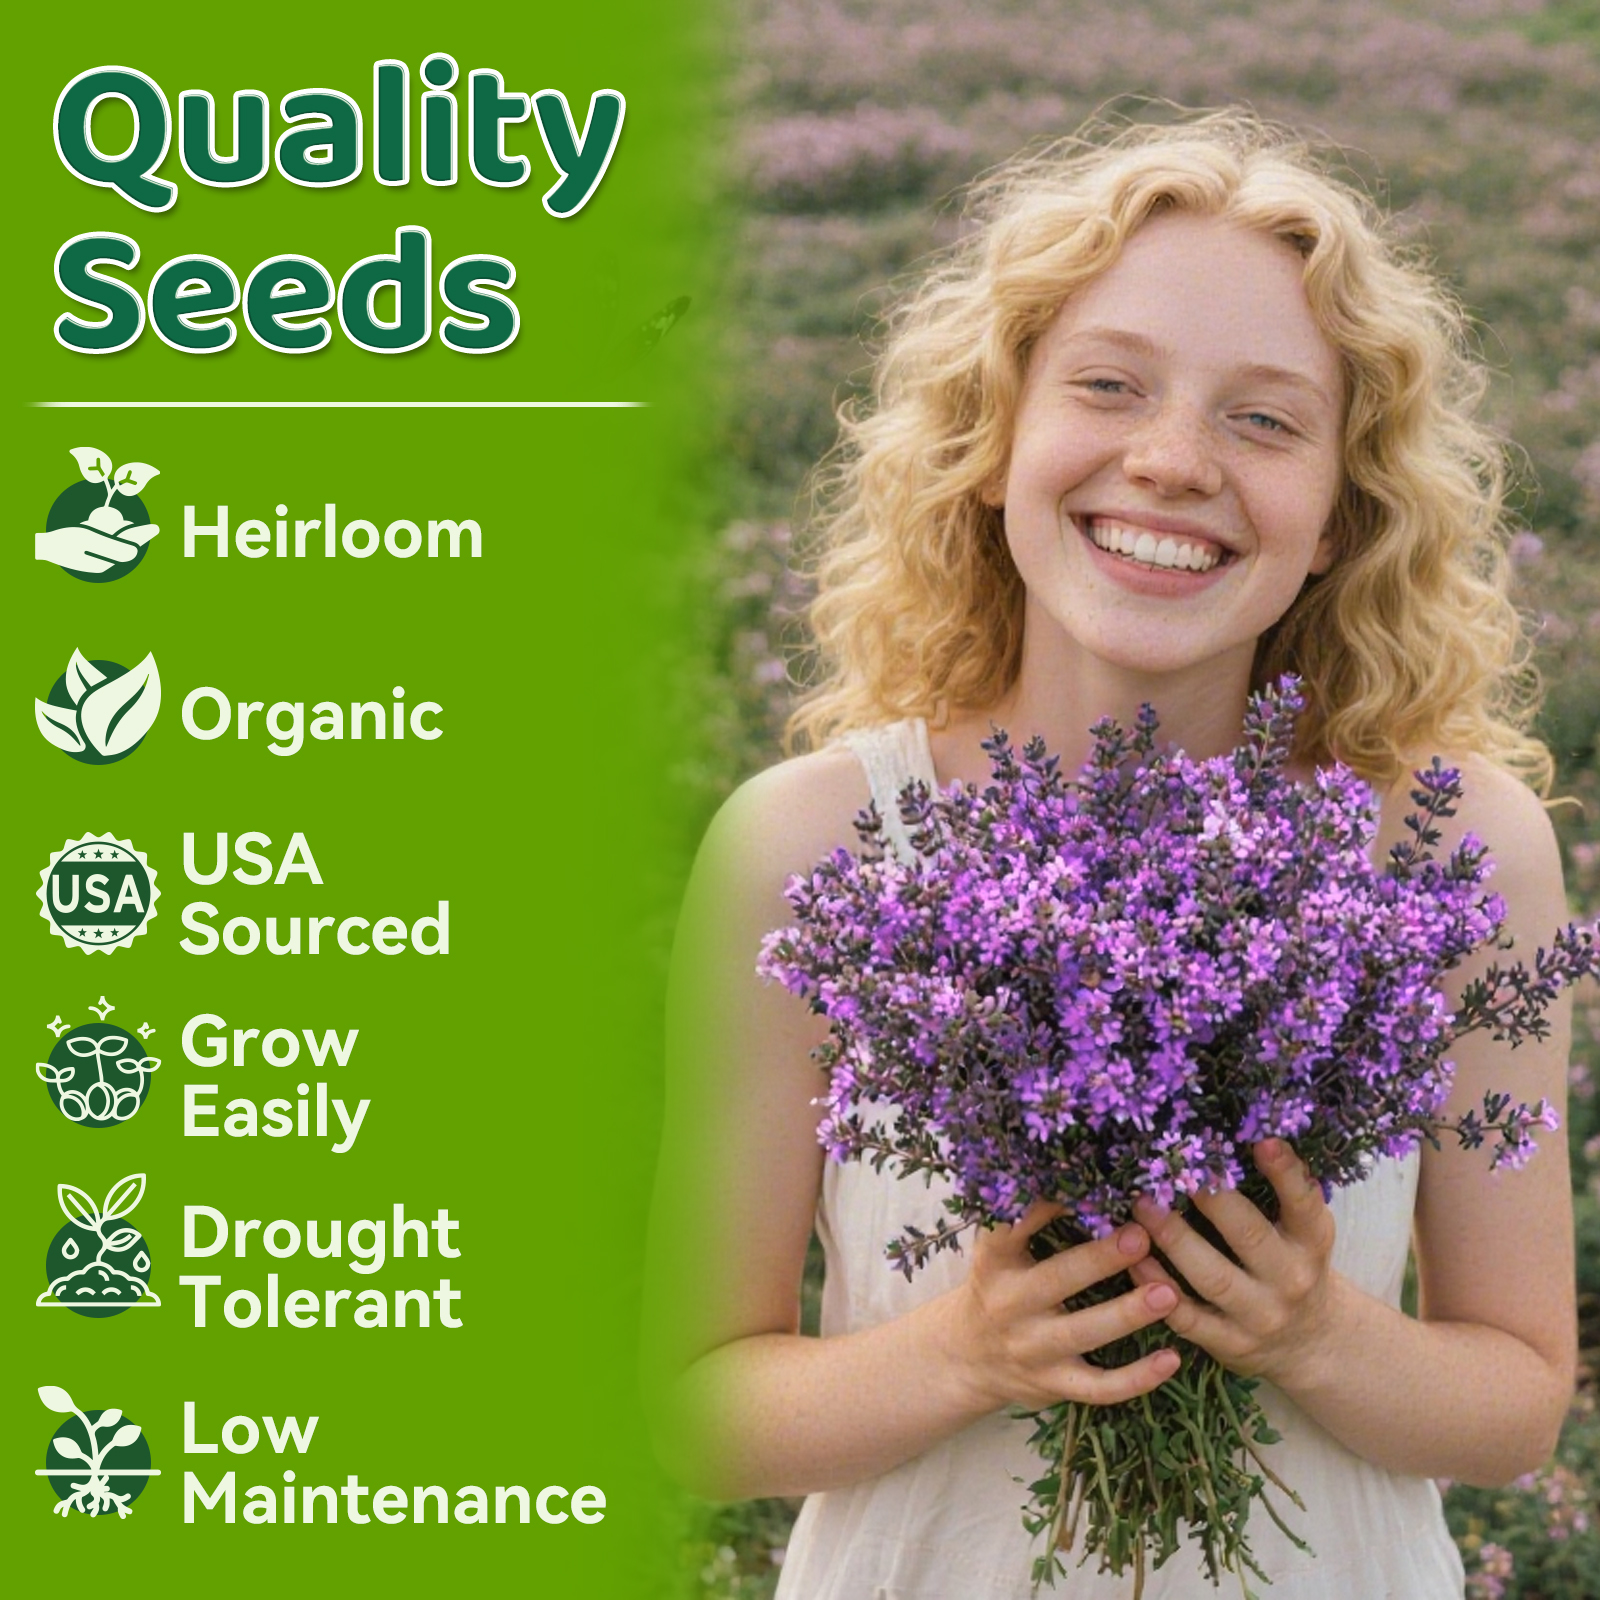 Quality
Seeds
Heirloom
Organic
USA
USA
Sourced
Grow
Easily
Drought
Tolerant
Low
Maintenance